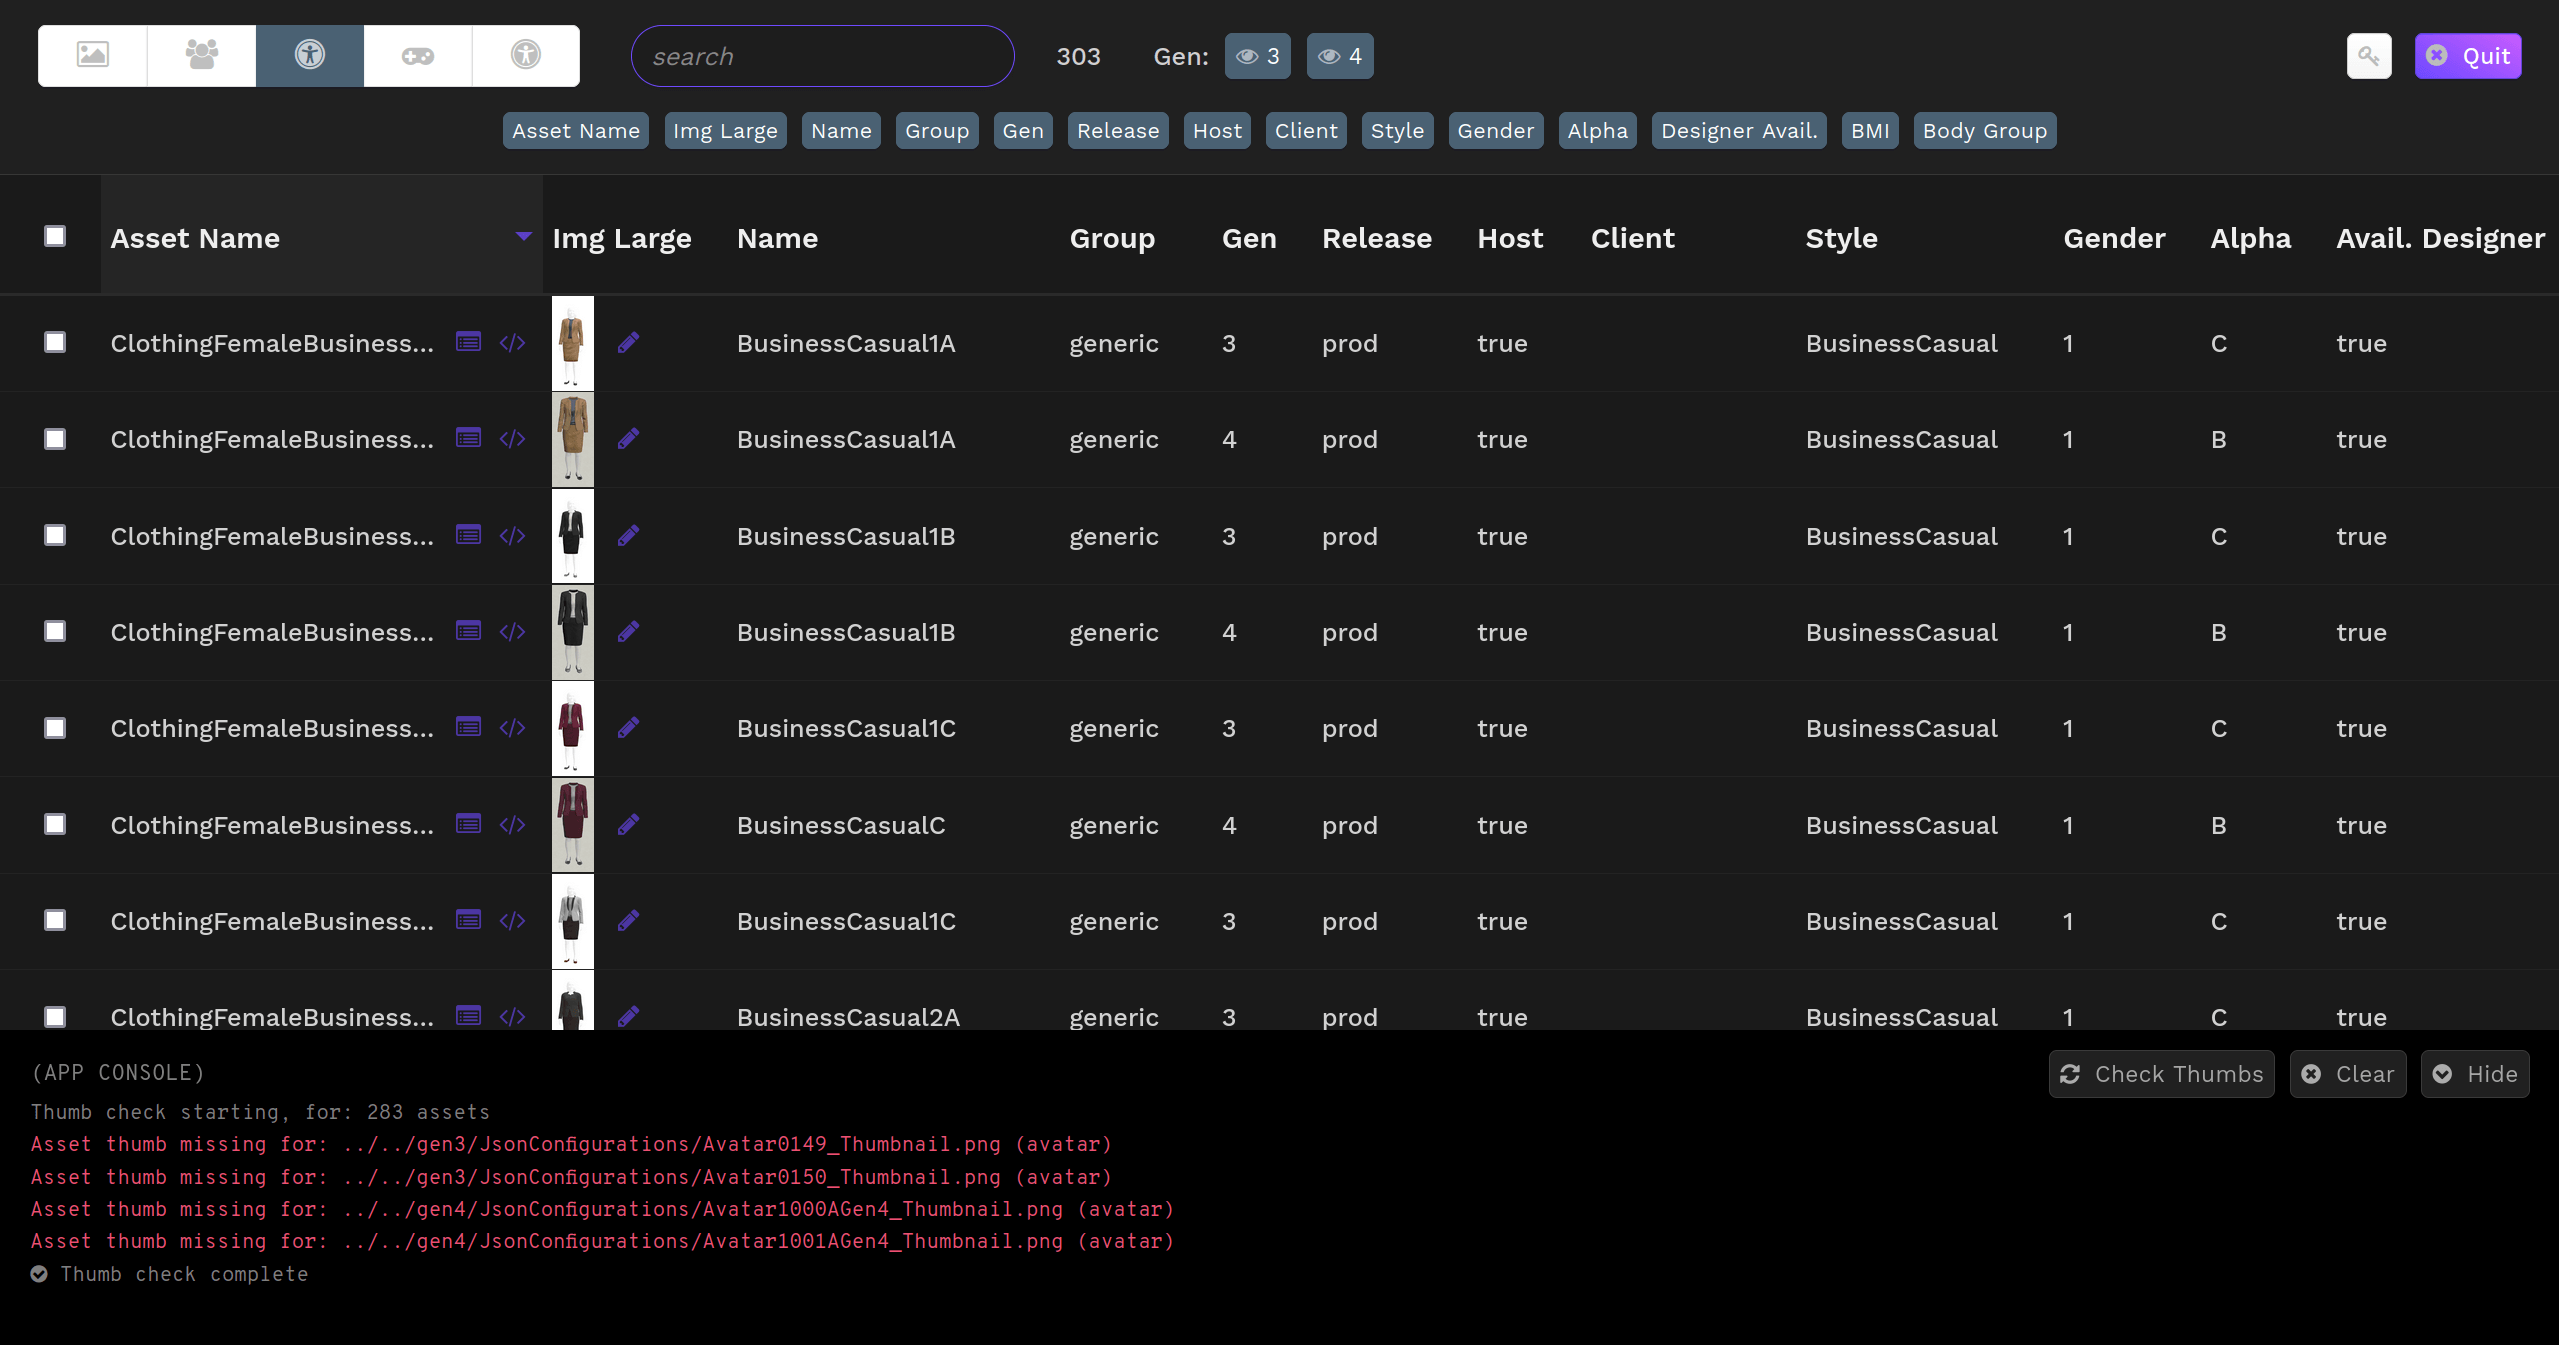 search 303 Gen: 3 4 Quit
Asset Name Img Large Name Group Gen Release Host Client Style Gender Alpha Designer Avail. BMI Body Group
Asset Name Img Large Name Group Gen Release Host Client Style Gender Alpha Avail. Designer
ClothingFemaleBusiness... </> BusinessCasual1A generic 3 prod true BusinessCasual 1 C true
ClothingFemaleBusiness... </> BusinessCasual1A generic 4 prod true BusinessCasual 1 B true
ClothingFemaleBusiness... </> BusinessCasual1B generic 3 prod true BusinessCasual 1 C true
ClothingFemaleBusiness... </> BusinessCasual1B generic 4 prod true BusinessCasual 1 B true
ClothingFemaleBusiness... </> BusinessCasual1C generic 3 prod true BusinessCasual 1 C true
ClothingFemaleBusiness... </> BusinessCasualC generic 4 prod true BusinessCasual 1 B true
ClothingFemaleBusiness... </> BusinessCasual1C generic 3 prod true BusinessCasual 1 C true
ClothingFemaleBusiness... </> BusinessCasual2A generic 3 prod true BusinessCasual 1 C true
(APP CONSOLE) Check Thumbs Clear Hide
Thumb check starting, for: 283 assets
Asset thumb missing for: ../../gen3/JsonConfigurations/Avatar0149_Thumbnail.png (avatar)
Asset thumb missing for: ../../gen3/JsonConfigurations/Avatar0150_Thumbnail.png (avatar)
Asset thumb missing for: ../../gen4/JsonConfigurations/Avatar1000AGen4_Thumbnail.png (avatar)
Asset thumb missing for: ../../gen4/JsonConfigurations/Avatar1001AGen4_Thumbnail.png (avatar)
Thumb check complete